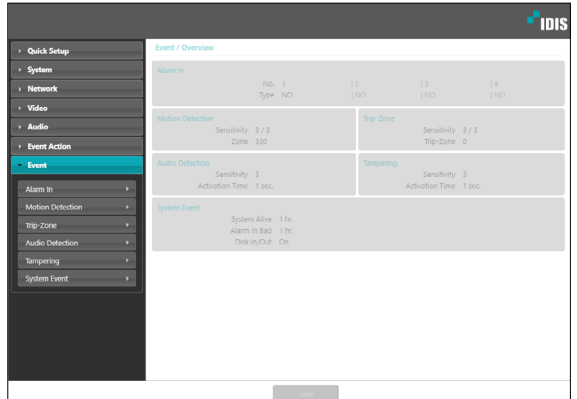 IDIS
Quick Setup
System
Network
Video
Audio
Event Action
Event
Alarm In
Motion Detection
Trip-Zone
Audio Detection
Tampering
System Event
Event / Overview
Alarm In
No. 1 | 2 | 3 | 4
Type NO | NO | NO | NO
Motion Detection
Sensitivity 3 / 3
Zone 330
Trip-Zone
Sensitivity 3 / 3
Trip-Zone 0
Audio Detection
Sensitivity 3
Activation Time 1 sec.
Tampering
Sensitivity 3
Activation Time 1 sec.
System Event
System Alive 1 hr.
Alarm In Bad 1 hr.
Disk In/Out On
Save